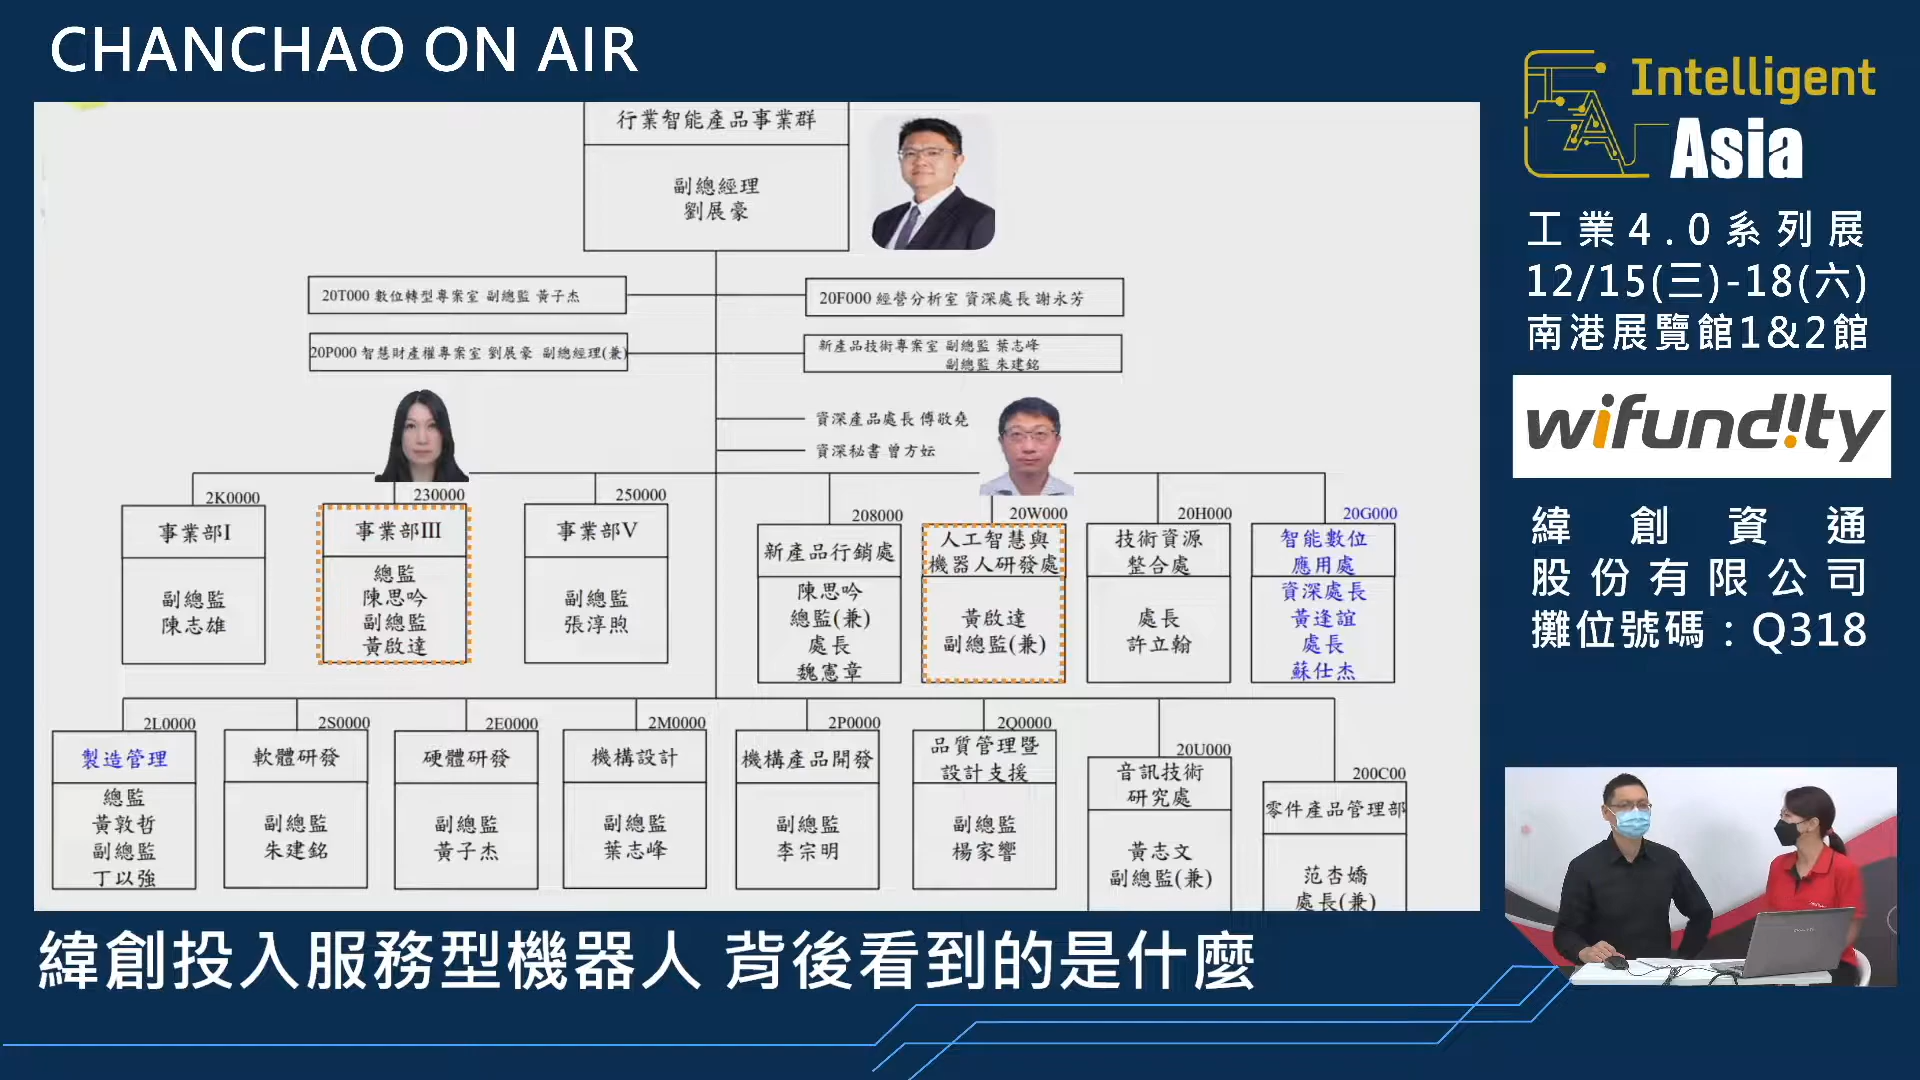 CHANCHAO ON AIR
行業智能產品事業群
副總經理
劉展豪
20T000 數位轉型專案室 副總監 黃子杰
20F000 經營分析室 資深處長 謝永芳
20P000 智慧財產權專案室 劉展豪 副總經理(兼)
新產品技術專案室 副總監 葉志峰
副總監 朱建銘
資深產品處長 傅敬堯
資深秘書 曾方妘
2K0000
事業部I
副總監
陳志雄
230000
事業部III
總監
陳思吟
副總監
黃啟達
250000
事業部V
副總監
張淳煦
208000
新產品行銷處
陳思吟
總監(兼)
處長
魏憲章
20W000
人工智慧與
機器人研發處
黃啟達
副總監(兼)
20H000
技術資源
整合處
處長
許立翰
20G000
智能數位
應用處
資深處長
黃逢誼
處長
蘇仕杰
2L0000
製造管理
總監
黃敦哲
副總監
丁以強
2S0000
軟體研發
副總監
朱建銘
2E0000
硬體研發
副總監
黃子杰
2M0000
機構設計
副總監
葉志峰
2P0000
機構產品開發
副總監
李宗明
2Q0000
品質管理暨
設計支援
副總監
楊家響
20U000
音訊技術
研究處
黃志文
副總監(兼)
200C00
零件產品管理部
范杏嬌
處長(兼)
緯創投入服務型機器人 背後看到的是什麼
Intelligent
Asia
工業4.0系列展
12/15(三)-18(六)
南港展覽館1&2館
wifund!ty
緯創資通
股份有限公司
攤位號碼：Q318